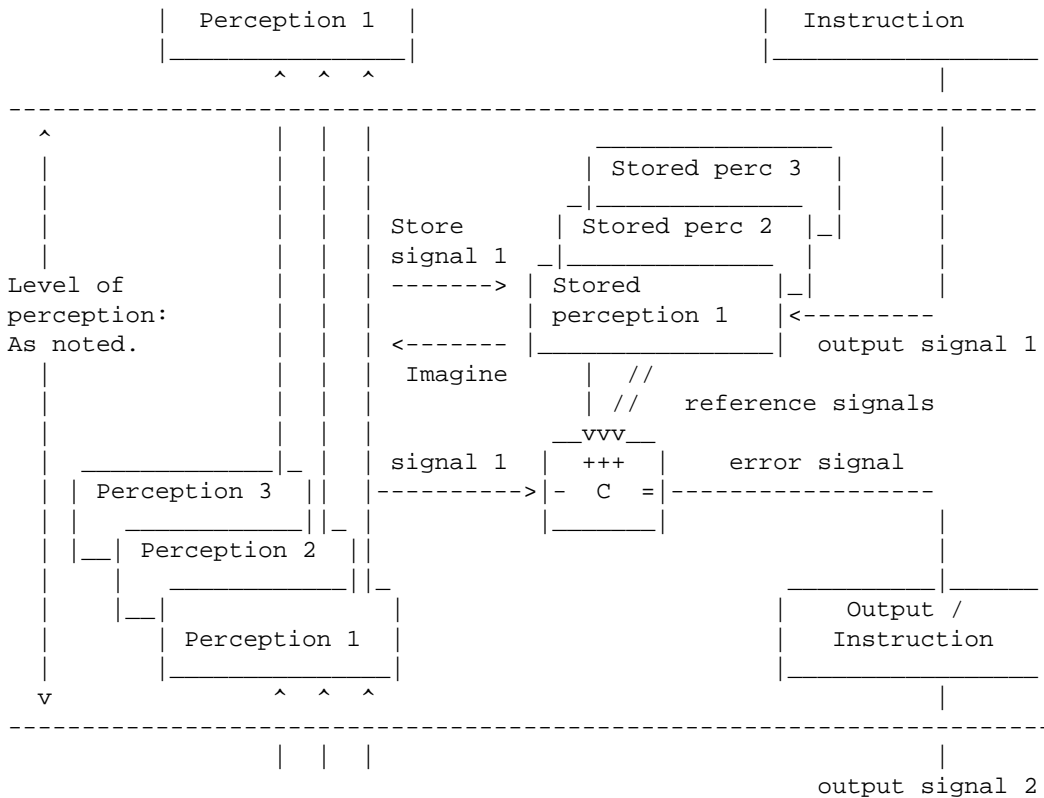 Perception 1 Instruction
Stored perc 3
Store Stored perc 2
signal 1
Level of Stored
perception: perception 1
As noted. output signal 1
Imagine
reference signals
signal 1 +++ error signal
Perception 3 - C =
Perception 2
Output /
Perception 1 Instruction
output signal 2